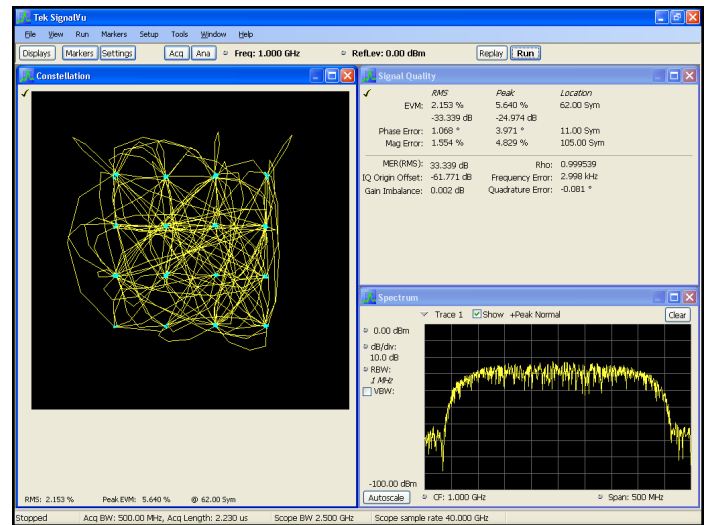 Tek SignalVu
File View Run Markers Setup Tools Window Help
Displays Markers Settings Acq Ana Freq: 1.000 GHz RefLev: 0.00 dBm Replay Run
Constellation
RMS: 2.153 % Peak EVM: 5.640 % @ 62.00 Sym
Signal Quality
RMS Peak Location
EVM: 2.153 % 5.640 % 62.00 Sym
-33.339 dB -24.974 dB
Phase Error: 1.068 ° 3.971 ° 11.00 Sym
Mag Error: 1.554 % 4.829 % 105.00 Sym
MER(RMS): 33.339 dB Rho: 0.999539
IQ Origin Offset: -61.771 dB Frequency Error: 2.998 kHz
Gain Imbalance: 0.002 dB Quadrature Error: -0.081 °
Spectrum
Trace 1 Show +Peak Normal Clear
0.00 dBm
dB/div:
10.0 dB
RBW:
1 MHz
VBW:
-100.00 dBm
Autoscale CF: 1.000 GHz Span: 500 MHz
Stopped Acq BW: 500.00 MHz, Acq Length: 2.230 us Scope BW 2.500 GHz Scope sample rate 40.000 GHz